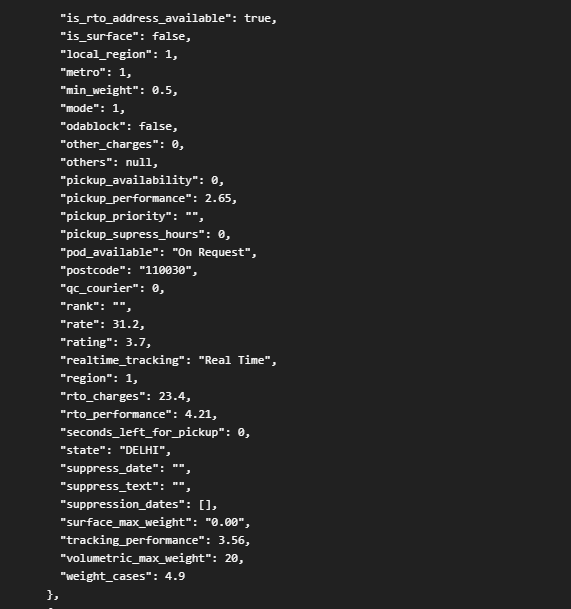 "is_rto_address_available": true,
"is_surface": false,
"local_region": 1,
"metro": 1,
"min_weight": 0.5,
"mode": 1,
"odablock": false,
"other_charges": 0,
"others": null,
"pickup_availability": 0,
"pickup_performance": 2.65,
"pickup_priority": "",
"pickup_supress_hours": 0,
"pod_available": "On Request",
"postcode": "110030",
"qc_courier": 0,
"rank": "",
"rate": 31.2,
"rating": 3.7,
"realtime_tracking": "Real Time",
"region": 1,
"rto_charges": 23.4,
"rto_performance": 4.21,
"seconds_left_for_pickup": 0,
"state": "DELHI",
"suppress_date": "",
"suppress_text": "",
"suppression_dates": [],
"surface_max_weight": "0.00",
"tracking_performance": 3.56,
"volumetric_max_weight": 20,
"weight_cases": 4.9
},